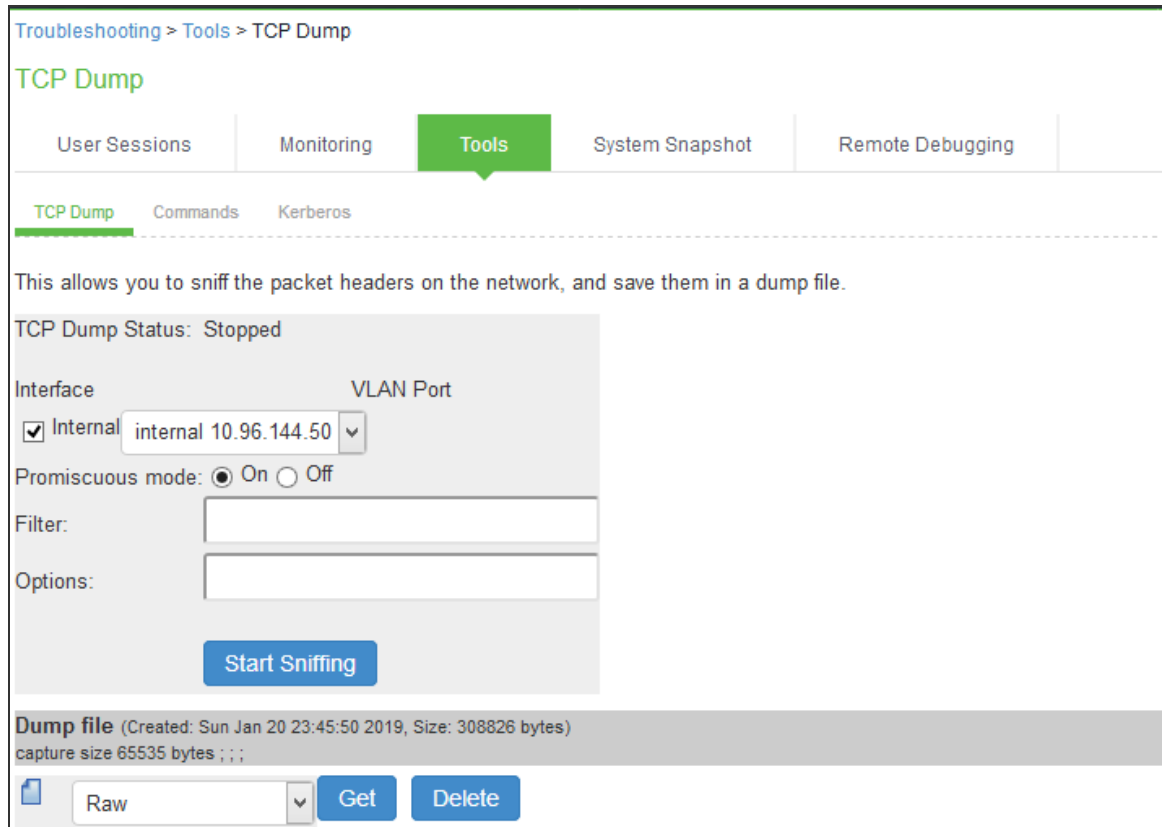 Troubleshooting > Tools > TCP Dump
TCP Dump
User Sessions Monitoring Tools System Snapshot Remote Debugging
TCP Dump Commands Kerberos
This allows you to sniff the packet headers on the network, and save them in a dump file.
TCP Dump Status: Stopped
Interface VLAN Port
Internal internal 10.96.144.50
Promiscuous mode: On Off
Filter:
Options:
Start Sniffing
Dump file (Created: Sun Jan 20 23:45:50 2019, Size: 308826 bytes)
capture size 65535 bytes ; ; ;
Raw Get Delete